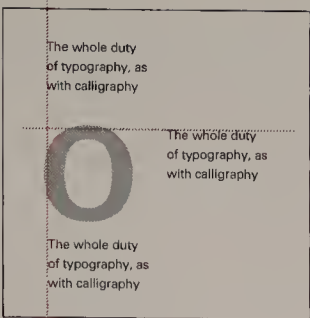 The whole duty
of typography, as
with calligraphy
O
The whole duty
of typography, as
with calligraphy
The whole duty
of typography, as
with calligraphy